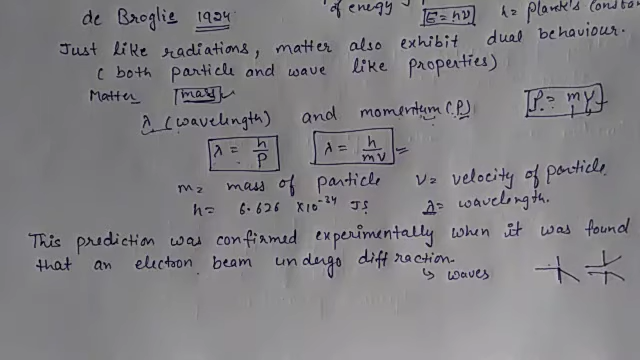 of energy
de Broglie 1924 E = hν h = planck's Constan
Just like radiations, matter also exhibit dual behaviour.
( both particle and wave like properties)
Matter mass
λ (wavelength) and momentum (P) P = mv
λ = h/P λ = h/mv =
m= mass of particle v= velocity of particle
h= 6.626 ×10⁻³⁴ JS λ= wavelength.
This prediction was confirmed experimentally when it was found
that an electron beam undergo diffraction.
↳ waves